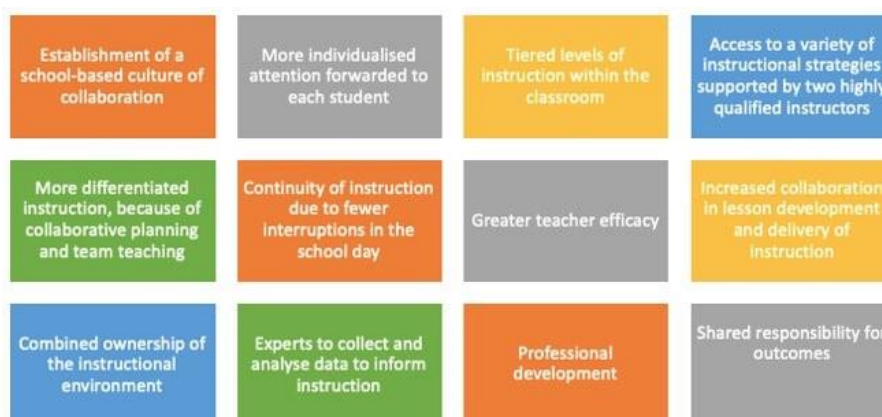 Establishment of a
school-based culture of
collaboration
More individualised
attention forwarded to
each student
Tiered levels of
instruction within the
classroom
Access to a variety of
instructional strategies
supported by two highly
qualified instructors
More differentiated
instruction, because of
collaborative planning
and team teaching
Continuity of instruction
due to fewer
interruptions in the
school day
Greater teacher efficacy
Increased collaboration
in lesson development
and delivery of
instruction
Combined ownership of
the instructional
environment
Experts to collect and
analyse data to inform
instruction
Professional
development
Shared responsibility for
outcomes